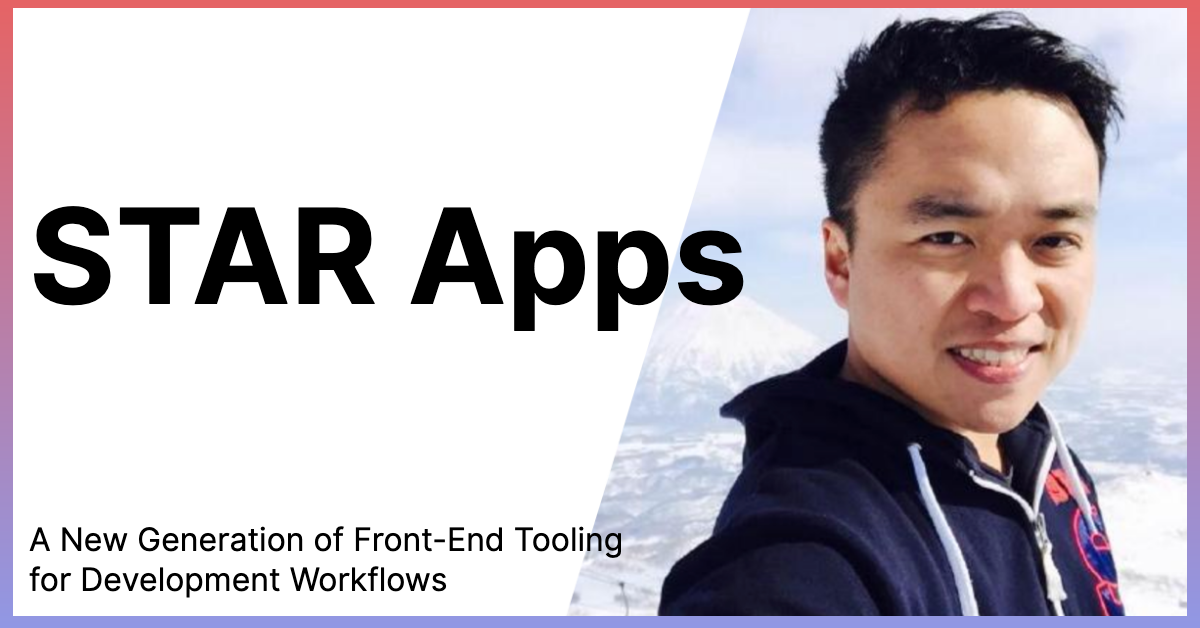 STAR Apps
A New Generation of Front-End Tooling
for Development Workflows